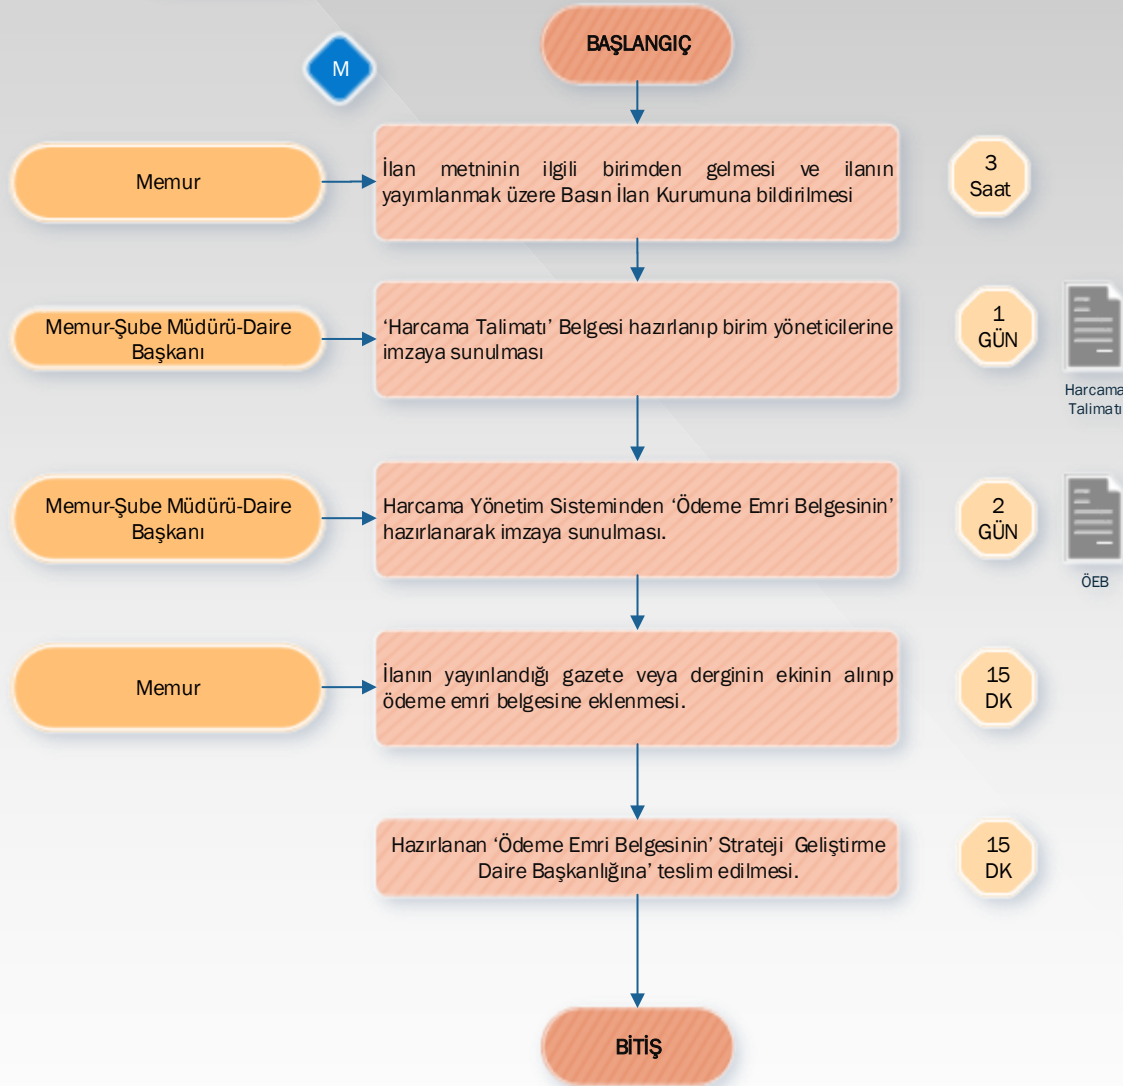 BAŞLANGIÇ
M
Memur
İlan metninin ilgili birimden gelmesi ve ilanın
yayımlanmak üzere Basın İlan Kurumuna bildirilmesi
3
Saat
Memur-Şube Müdürü-Daire
Başkanı
‘Harcama Talimatı’ Belgesi hazırlanıp birim yöneticilerine
imzaya sunulması
1
GÜN
Harcama
Talimatı
Memur-Şube Müdürü-Daire
Başkanı
Harcama Yönetim Sisteminden ‘Ödeme Emri Belgesinin’
hazırlanarak imzaya sunulması.
2
GÜN
ÖEB
Memur
İlanın yayınlandığı gazete veya derginin ekinin alınıp
ödeme emri belgesine eklenmesi.
15
DK
Hazırlanan ‘Ödeme Emri Belgesinin’ Strateji Geliştirme
Daire Başkanlığına’ teslim edilmesi.
15
DK
BİTİŞ